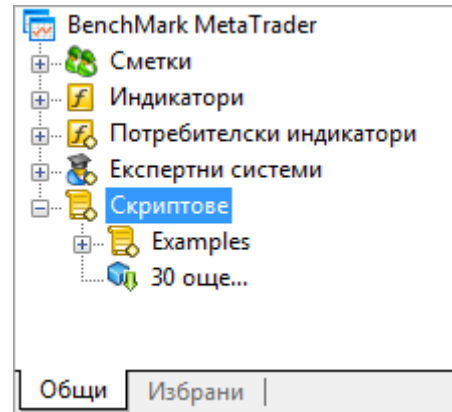 BenchMark MetaTrader
Сметки
Индикатори
Потребителски индикатори
Експертни системи
Скриптове
Examples
30 още...
Общи Избрани